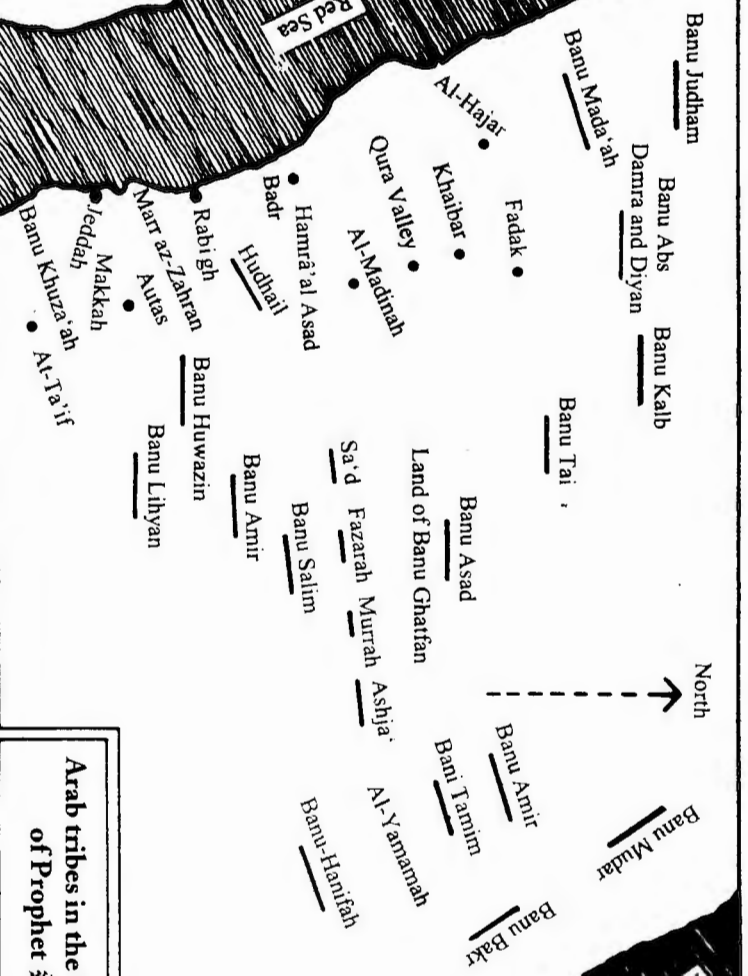 Red Sea
Banu Judham
Banu Mada‘ah
Banu Abs
Damra and Diyan
Banu Kalb
Al-Hajar
Fadak
Khaibar
Qura Valley
Al-Madinah
Banu Tai
Hamrâ’al Asad
Badr
Hudhail
Rabi gh
Marr az-Zahran
Autas
Jeddah
Makkah
Banu Khuza‘ah
At-Ta’if
Banu Huwazin
Banu Lihyan
Banu Amir
Banu Salim
Sa‘d
Fazarah
Murrah
Ashja‘
Banu Asad
Land of Banu Ghatfan
North
Banu Amir
Bani Tamim
Al-Yamamah
Banu-Hanifah
Banu Mudar
Banu Bakr
Arab tribes in the
of Prophet